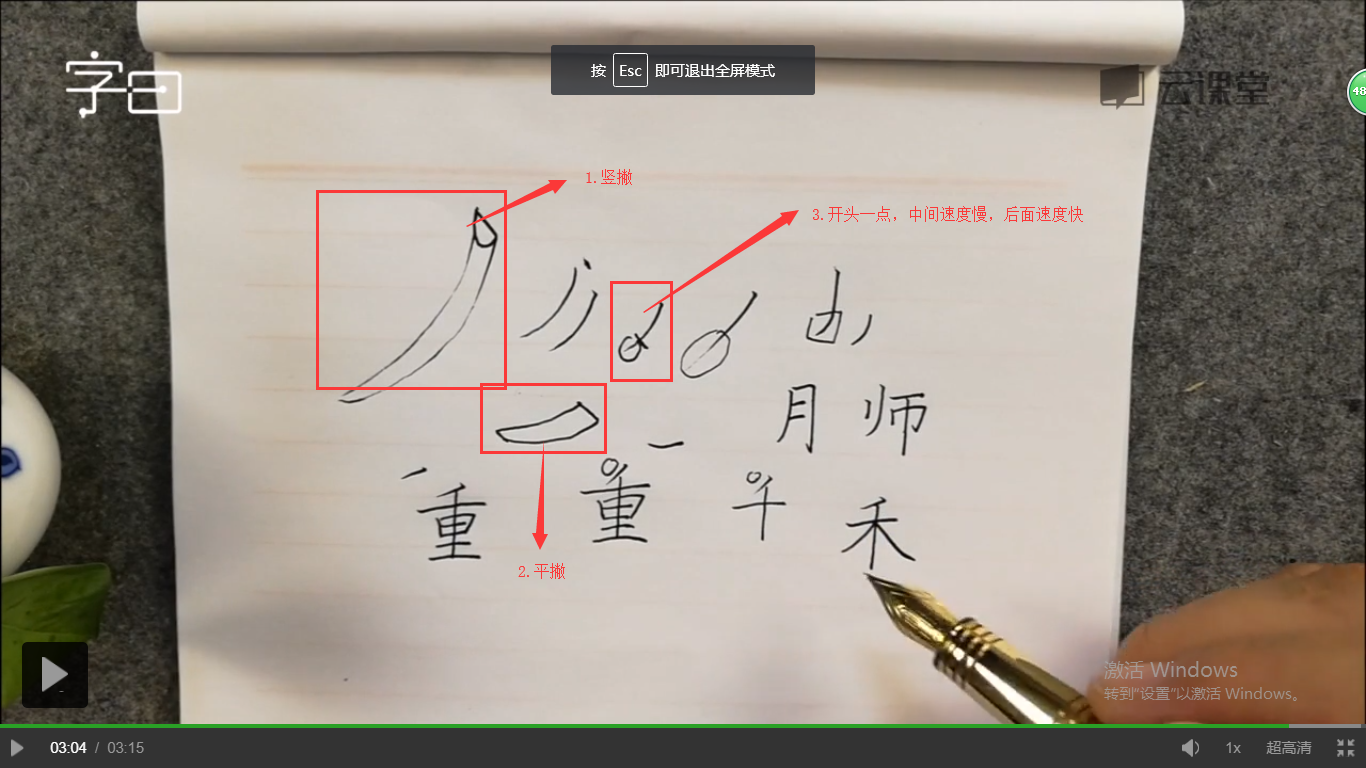 字曰
按 Esc 即可退出全屏模式
云课堂
48
1.竖撇
3.开头一点，中间速度慢，后面速度快
月 师
重 重 千 禾
2.平撇
激活 Windows
转到“设置”以激活 Windows。
03:04 / 03:15
1x 超高清